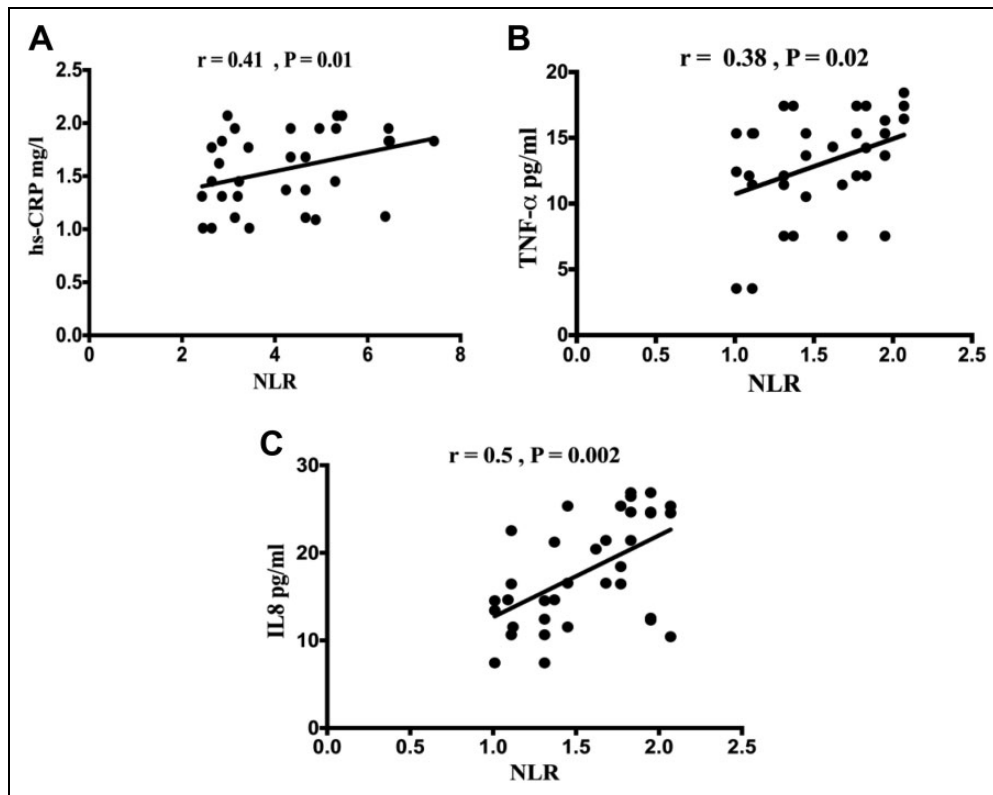 A
r = 0.41 , P = 0.01
hs-CRP mg/l
2.5
2.0
1.5
1.0
0.5
0.0
0 2 4 6 8
NLR
B
r = 0.38 , P = 0.02
TNF-α pg/ml
20
15
10
5
0
0.0 0.5 1.0 1.5 2.0 2.5
NLR
C
r = 0.5 , P = 0.002
IL8 pg/ml
30
20
10
0
0.0 0.5 1.0 1.5 2.0 2.5
NLR